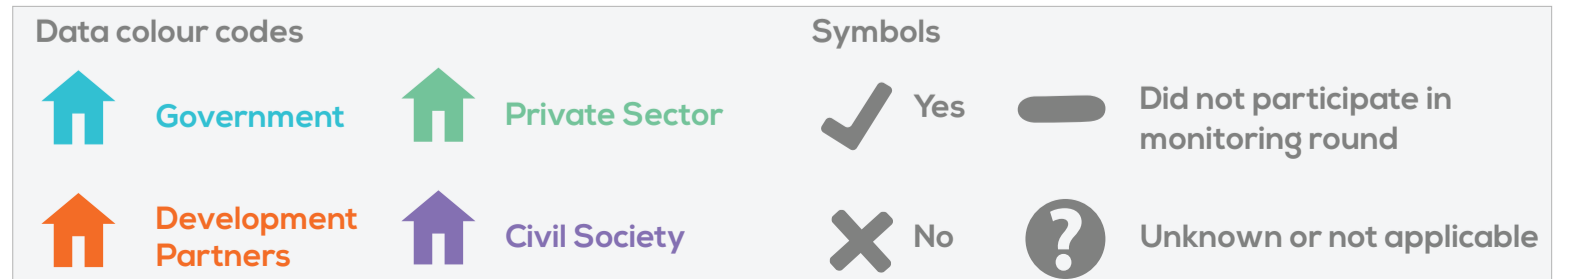 Data colour codes
Government
Private Sector
Development
Partners
Civil Society
Symbols
Yes
Did not participate in
monitoring round
No
Unknown or not applicable